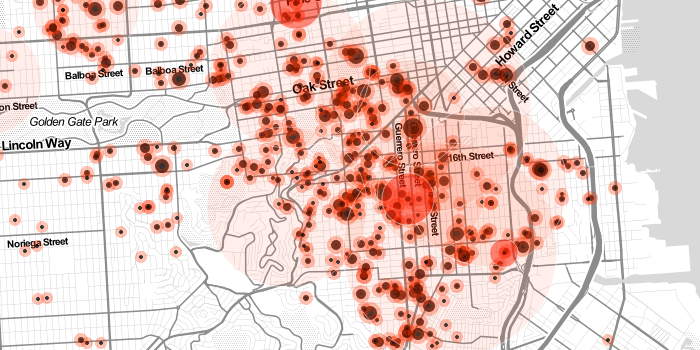 Howard Street
Balboa Street
Balboa Street
Oak Street
Street
on Street
Golden Gate Park
Lincoln Way
Guerrero Street
16th Street
Street
Noriega Street